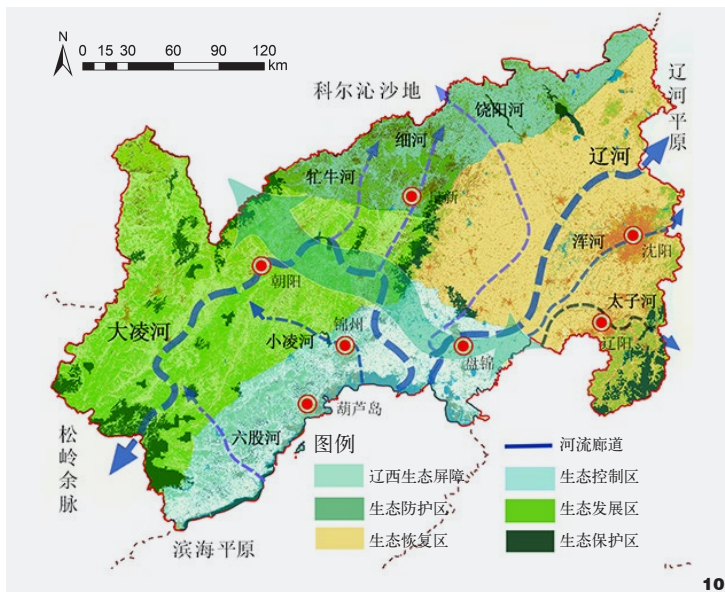 N
0 15 30 60 90 120
km
科尔沁沙地
辽河平原
饶阳河
细河
牤牛河
辽河
新
浑河
沈阳
朝阳
太子河
大凌河
锦州
小凌河
辽阳
盘锦
葫芦岛
六股河
松岭余脉
滨海平原
图例
河流廊道
辽西生态屏障
生态控制区
生态防护区
生态发展区
生态恢复区
生态保护区
10